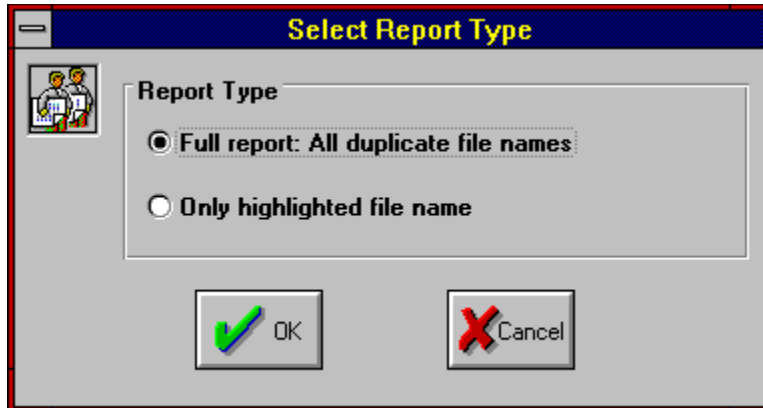 Select Report Type
Report Type
Full report: All duplicate file names
Only highlighted file name
OK
Cancel